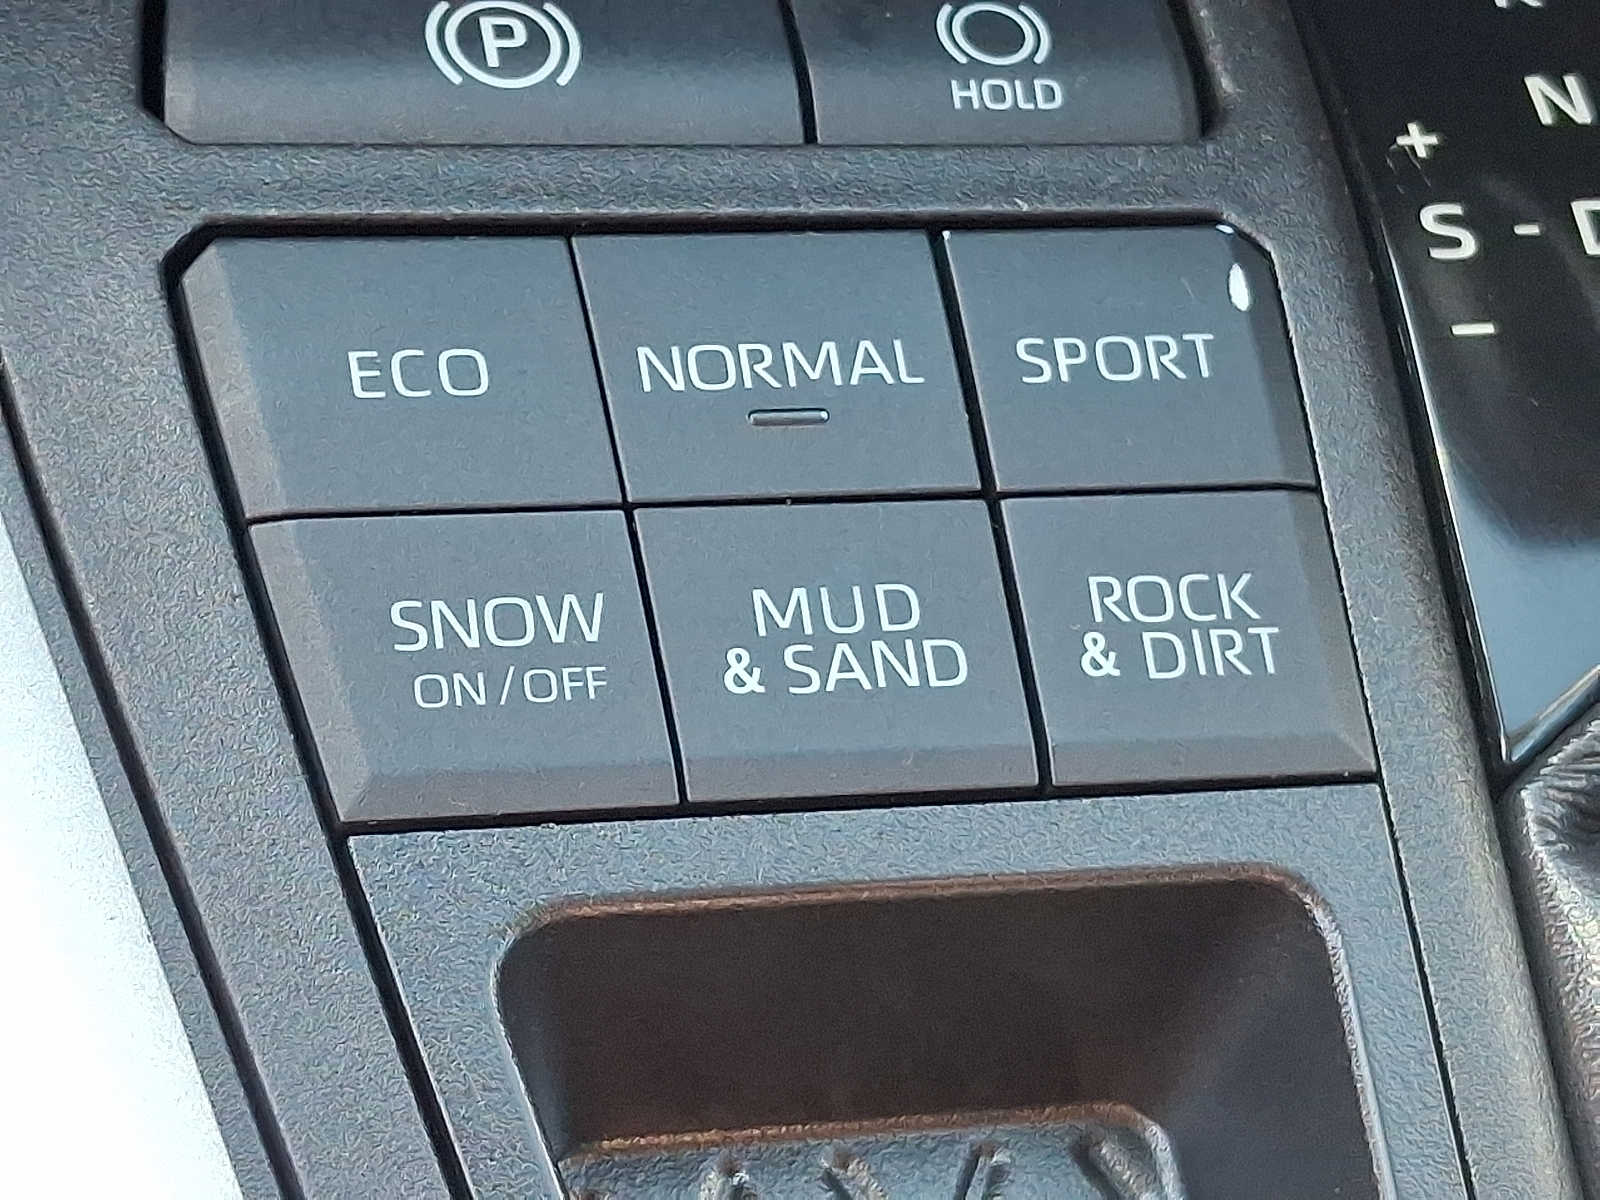 P
HOLD
N
+
S - D
-
ECO NORMAL SPORT
SNOW
ON/OFF
MUD
& SAND
ROCK
& DIRT